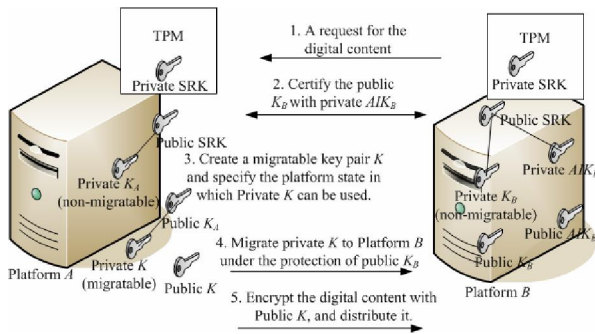 TPM
Private SRK
Public SRK
Private K_A
(non-migratable)
Public K_A
Private K
(migratable)
Public K
Platform A
1. A request for the
digital content
2. Certify the public
K_B with private AIK_B
3. Create a migratable key pair K
and specify the platform state in
which Private K can be used.
4. Migrate private K to Platform B
under the protection of public K_B
5. Encrypt the digital content with
Public K, and distribute it.
TPM
Private SRK
Public SRK
Private AIK_B
Private K_B
(non-migratable)
Public AIK_B
Public K_B
Platform B